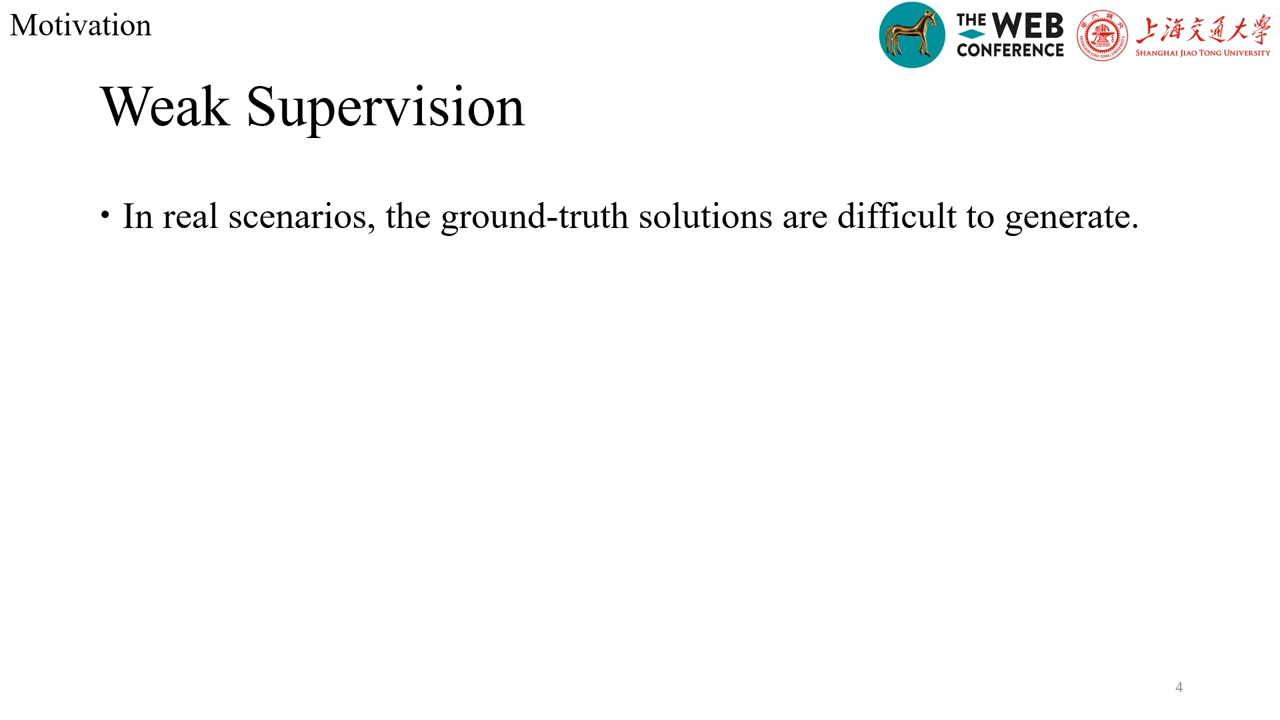 Motivation
THE WEB
CONFERENCE
上海交通大学
SHANGHAI JIAO TONG UNIVERSITY
Weak Supervision
• In real scenarios, the ground-truth solutions are difficult to generate.
4